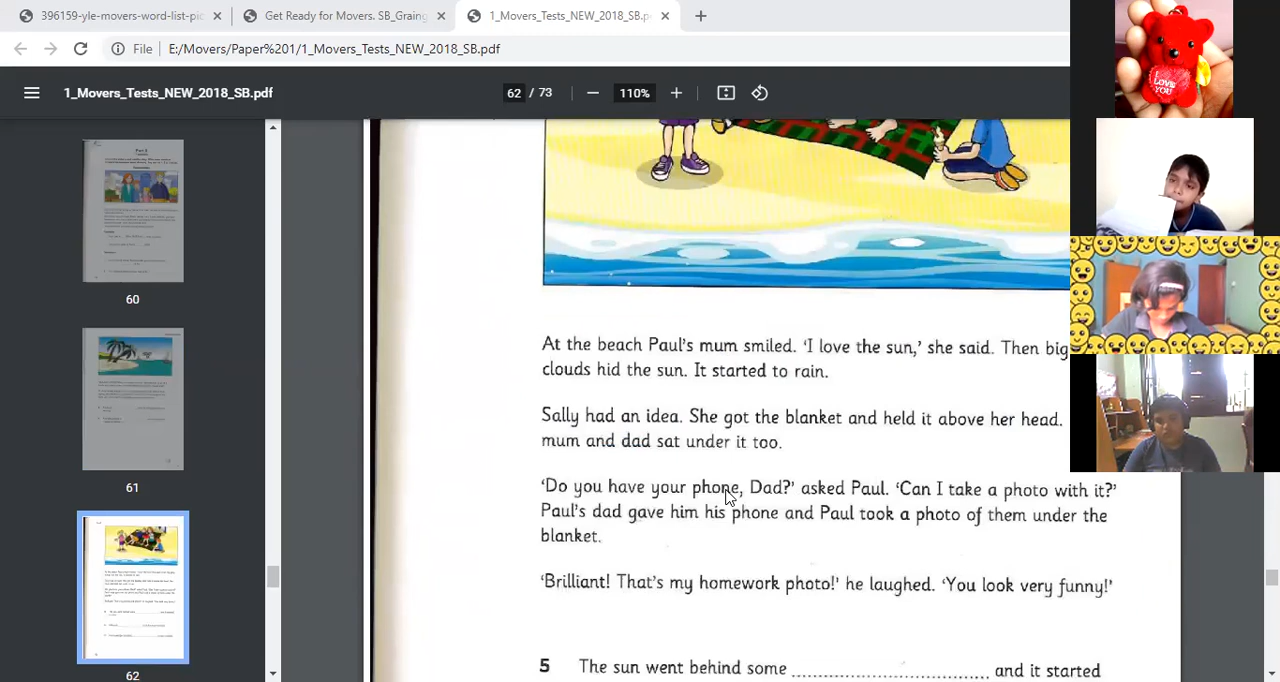 396159-yle-movers-word-list-pic
Get Ready for Movers. SB_Graing
1_Movers_Tests_NEW_2018_SB.p
File
E:/Movers/Paper%201/1_Movers_Tests_NEW_2018_SB.pdf
1_Movers_Tests_NEW_2018_SB.pdf
62 / 73
110%
I LOVE YOU
60
61
62
At the beach Paul's mum smiled. 'I love the sun,' she said. Then big
clouds hid the sun. It started to rain.
Sally had an idea. She got the blanket and held it above her head.
mum and dad sat under it too.
'Do you have your phone, Dad?' asked Paul. 'Can I take a photo with it?'
Paul's dad gave him his phone and Paul took a photo of them under the
blanket.
'Brilliant! That's my homework photo!' he laughed. 'You look very funny!'
5 The sun went behind some ........................................ and it started